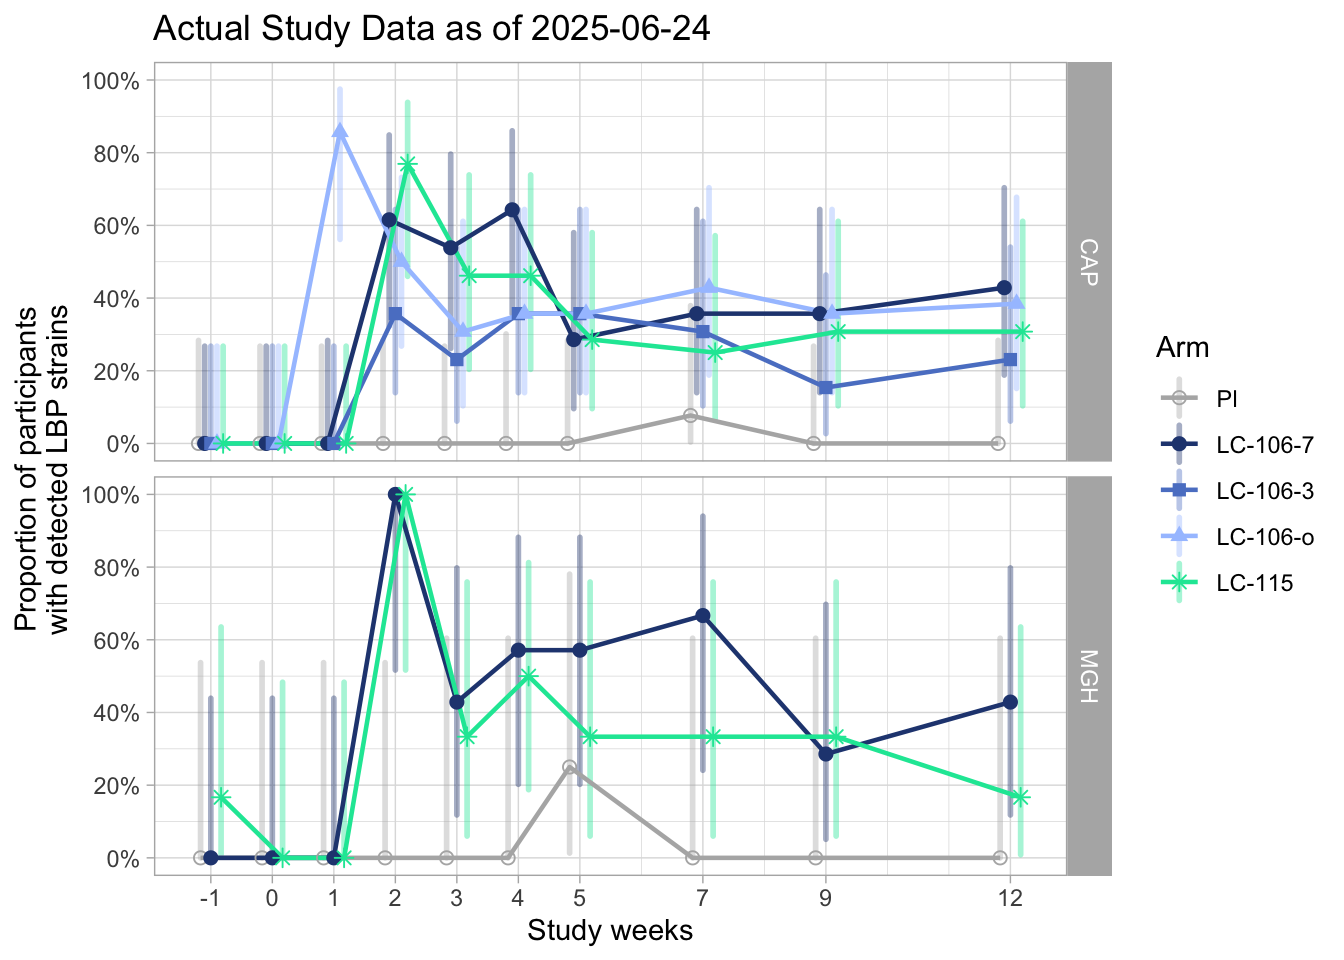 Actual Study Data as of 2025-06-24
Proportion of participants
with detected LBP strains
100%
80%
60%
40%
20%
0%
CAP
100%
80%
60%
40%
20%
0%
MGH
-1 0 1 2 3 4 5 7 9 12
Study weeks
Arm
PI
LC-106-7
LC-106-3
LC-106-o
LC-115